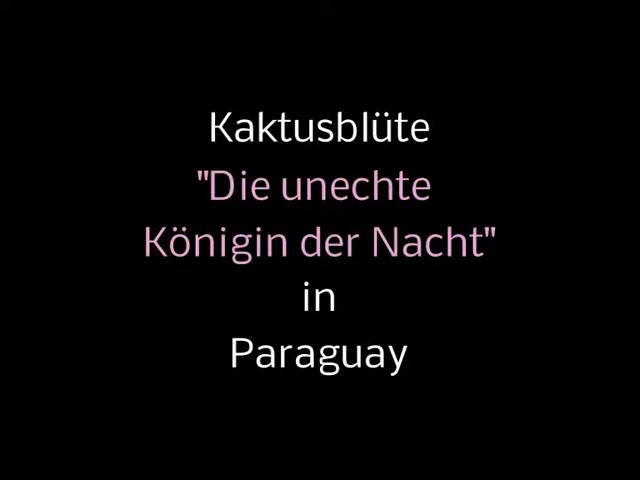 Kaktusblüte
"Die unechte
Königin der Nacht"
in
Paraguay